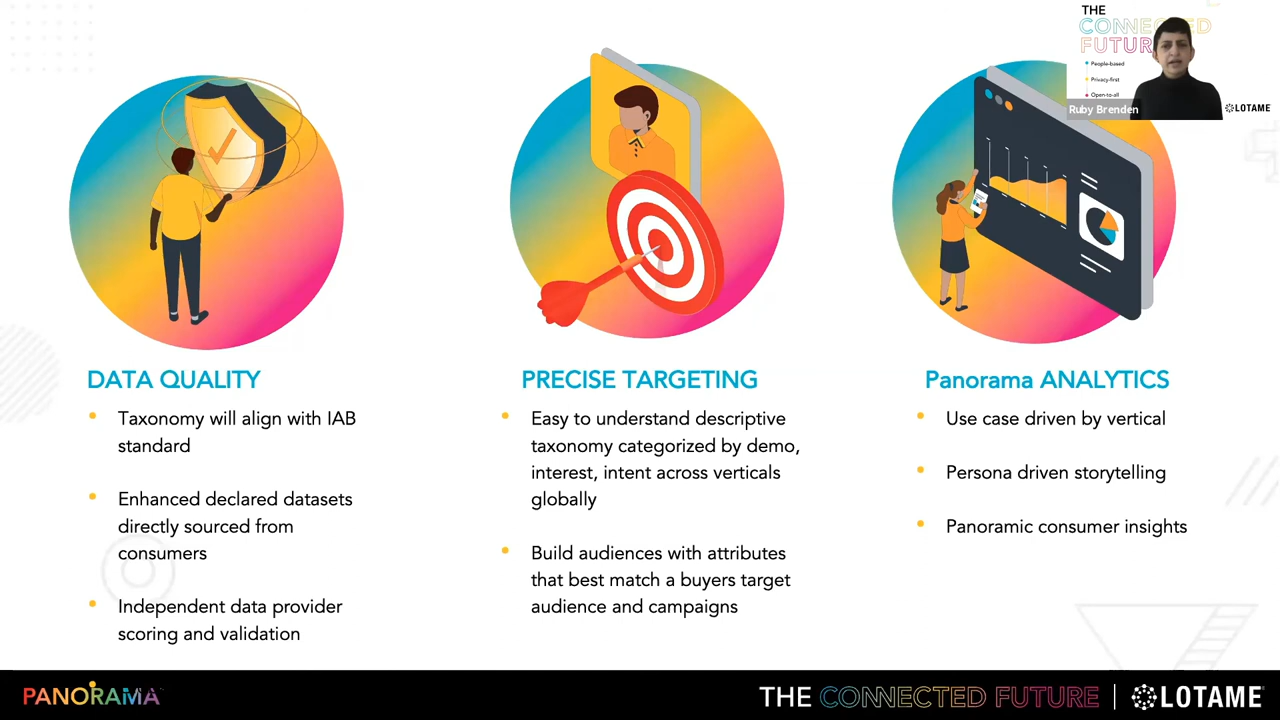 THE
CONNECTED
FUTURE
People-based
Privacy-first
Open-to-all
Ruby Brenden
LOTAME
DATA QUALITY
• Taxonomy will align with IAB
standard
• Enhanced declared datasets
directly sourced from
consumers
• Independent data provider
scoring and validation
PRECISE TARGETING
• Easy to understand descriptive
taxonomy categorized by demo,
interest, intent across verticals
globally
• Build audiences with attributes
that best match a buyers target
audience and campaigns
Panorama ANALYTICS
• Use case driven by vertical
• Persona driven storytelling
• Panoramic consumer insights
PANORAMA
THE CONNECTED FUTURE | LOTAME